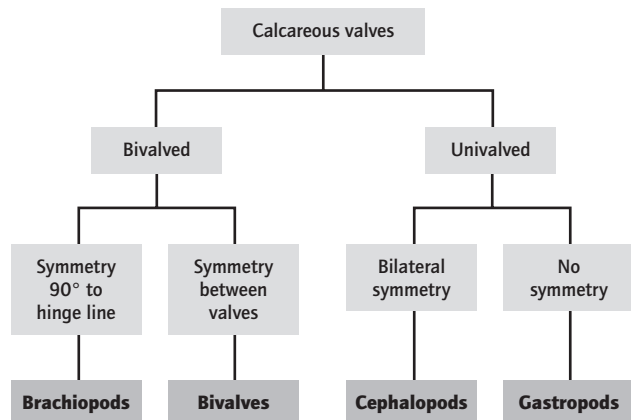 Calcareous valves
Bivalved
Univalved
Symmetry
90° to
hinge line
Symmetry
between
valves
Bilateral
symmetry
No
symmetry
Brachiopods
Bivalves
Cephalopods
Gastropods